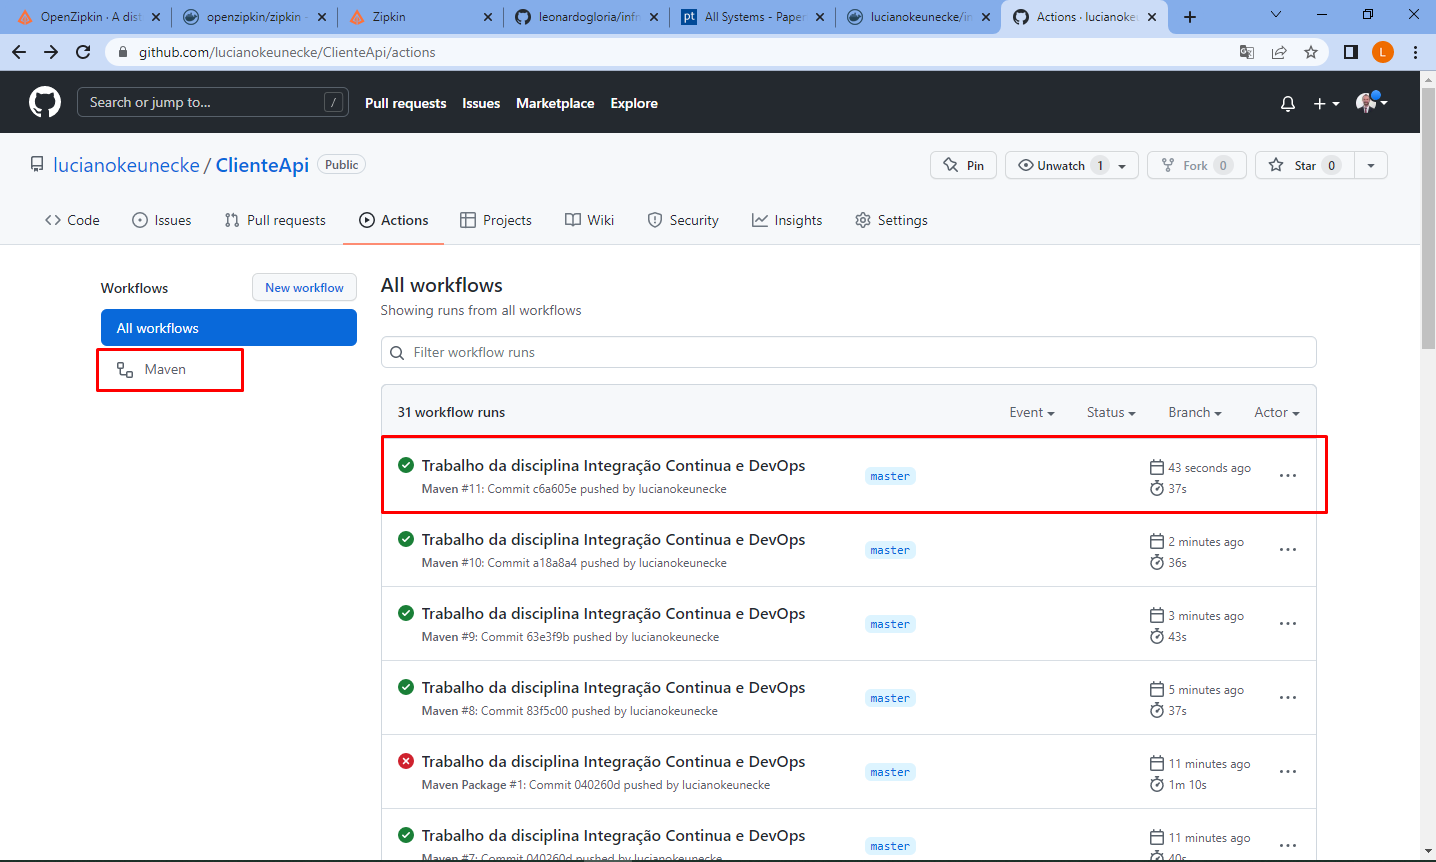 OpenZipkin · A dist
openzipkin/zipkin -
Zipkin
leonardogloria/infn
All Systems - Paper
lucianokeunecke/in
Actions · lucianokeu
github.com/lucianokeunecke/ClienteApi/actions
L
Search or jump to...
/
Pull requests
Issues
Marketplace
Explore
lucianokeunecke / ClienteApi
Public
Pin
Unwatch 1
Fork 0
Star 0
Code
Issues
Pull requests
Actions
Projects
Wiki
Security
Insights
Settings
Workflows
New workflow
All workflows
Maven
All workflows
Showing runs from all workflows
Filter workflow runs
31 workflow runs
Event
Status
Branch
Actor
Trabalho da disciplina Integração Continua e DevOps
Maven #11: Commit c6a605e pushed by lucianokeunecke
master
43 seconds ago
37s
Trabalho da disciplina Integração Continua e DevOps
Maven #10: Commit a18a8a4 pushed by lucianokeunecke
master
2 minutes ago
36s
Trabalho da disciplina Integração Continua e DevOps
Maven #9: Commit 63e3f9b pushed by lucianokeunecke
master
3 minutes ago
43s
Trabalho da disciplina Integração Continua e DevOps
Maven #8: Commit 83f5c00 pushed by lucianokeunecke
master
5 minutes ago
37s
Trabalho da disciplina Integração Continua e DevOps
Maven Package #1: Commit 040260d pushed by lucianokeunecke
master
11 minutes ago
1m 10s
Trabalho da disciplina Integração Continua e DevOps
Maven #7: Commit 040260d pushed by lucianokeunecke
master
11 minutes ago
40s